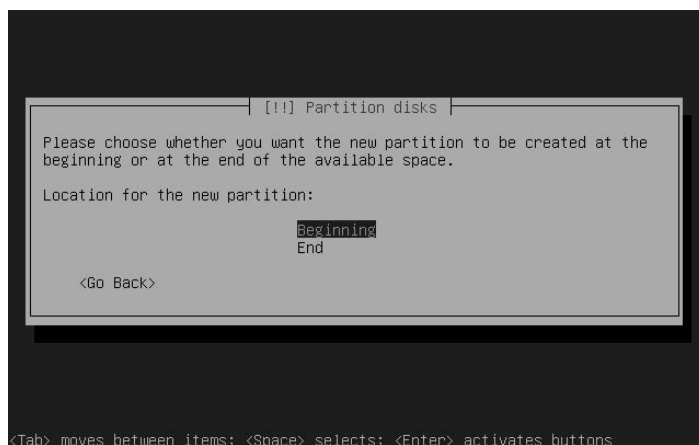 [!!] Partition disks
Please choose whether you want the new partition to be created at the
beginning or at the end of the available space.
Location for the new partition:
Beginning
End
<Go Back>
<Tab> moves between items; <Space> selects; <Enter> activates buttons